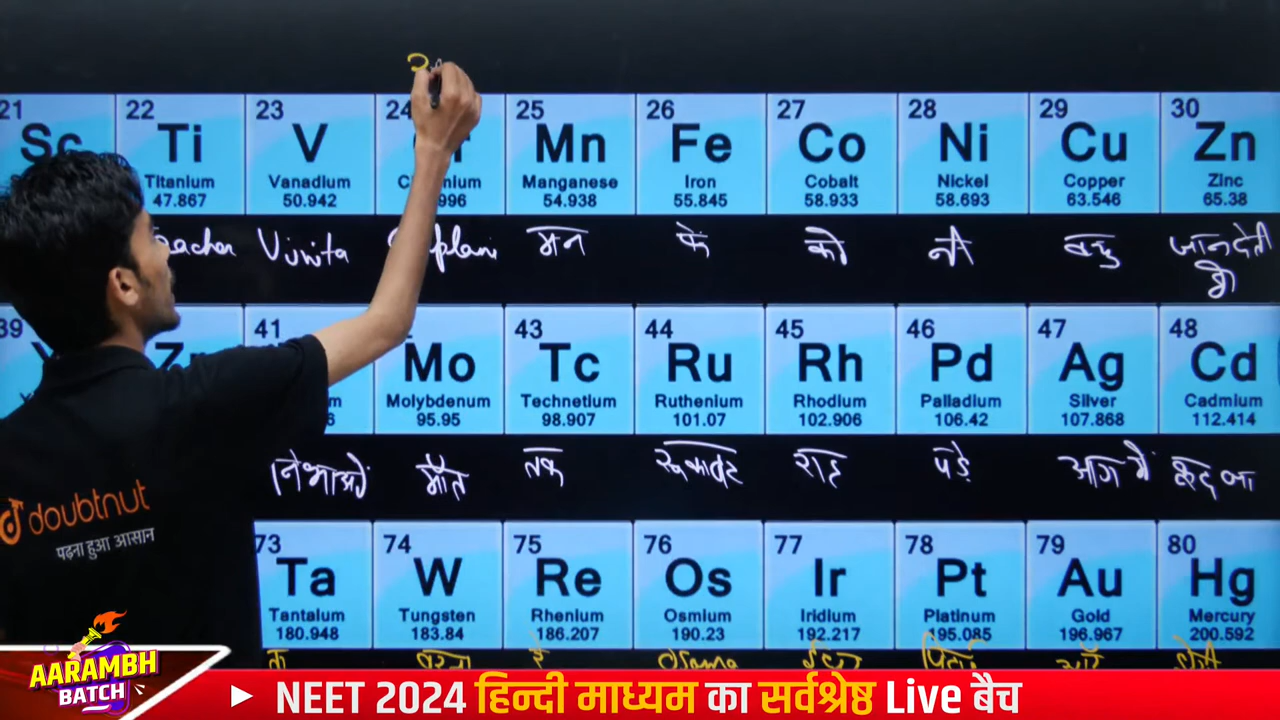 21 22 23 24 25 26 27 28 29 30
Sc Ti V Mn Fe Co Ni Cu Zn
Titanium Vanadium Manganese Iron Cobalt Nickel Copper Zinc
47.867 50.942 996 54.938 55.845 58.933 58.693 63.546 65.38
Vinita मन के को नी बहु जान देती
39 41 43 44 45 46 47 48
Mo Tc Ru Rh Pd Ag Cd
Molybdenum Technetium Ruthenium Rhodium Palladium Silver Cadmium
95.95 98.907 101.07 102.906 106.42 107.868 112.414
निभाओ मौत तक रूकावट राह पड़े आग में कूद जा
doubtnut
पढ़ना हुआ आसान
73 74 75 76 77 78 79 80
Ta W Re Os Ir Pt Au Hg
Tantalum Tungsten Rhenium Osmium Iridium Platinum Gold Mercury
180.948 183.84 186.207 190.23 192.217 195.085 196.967 200.592
Osama
AARAMBH
BATCH
NEET 2024 हिन्दी माध्यम का सर्वश्रेष्ठ Live बैच